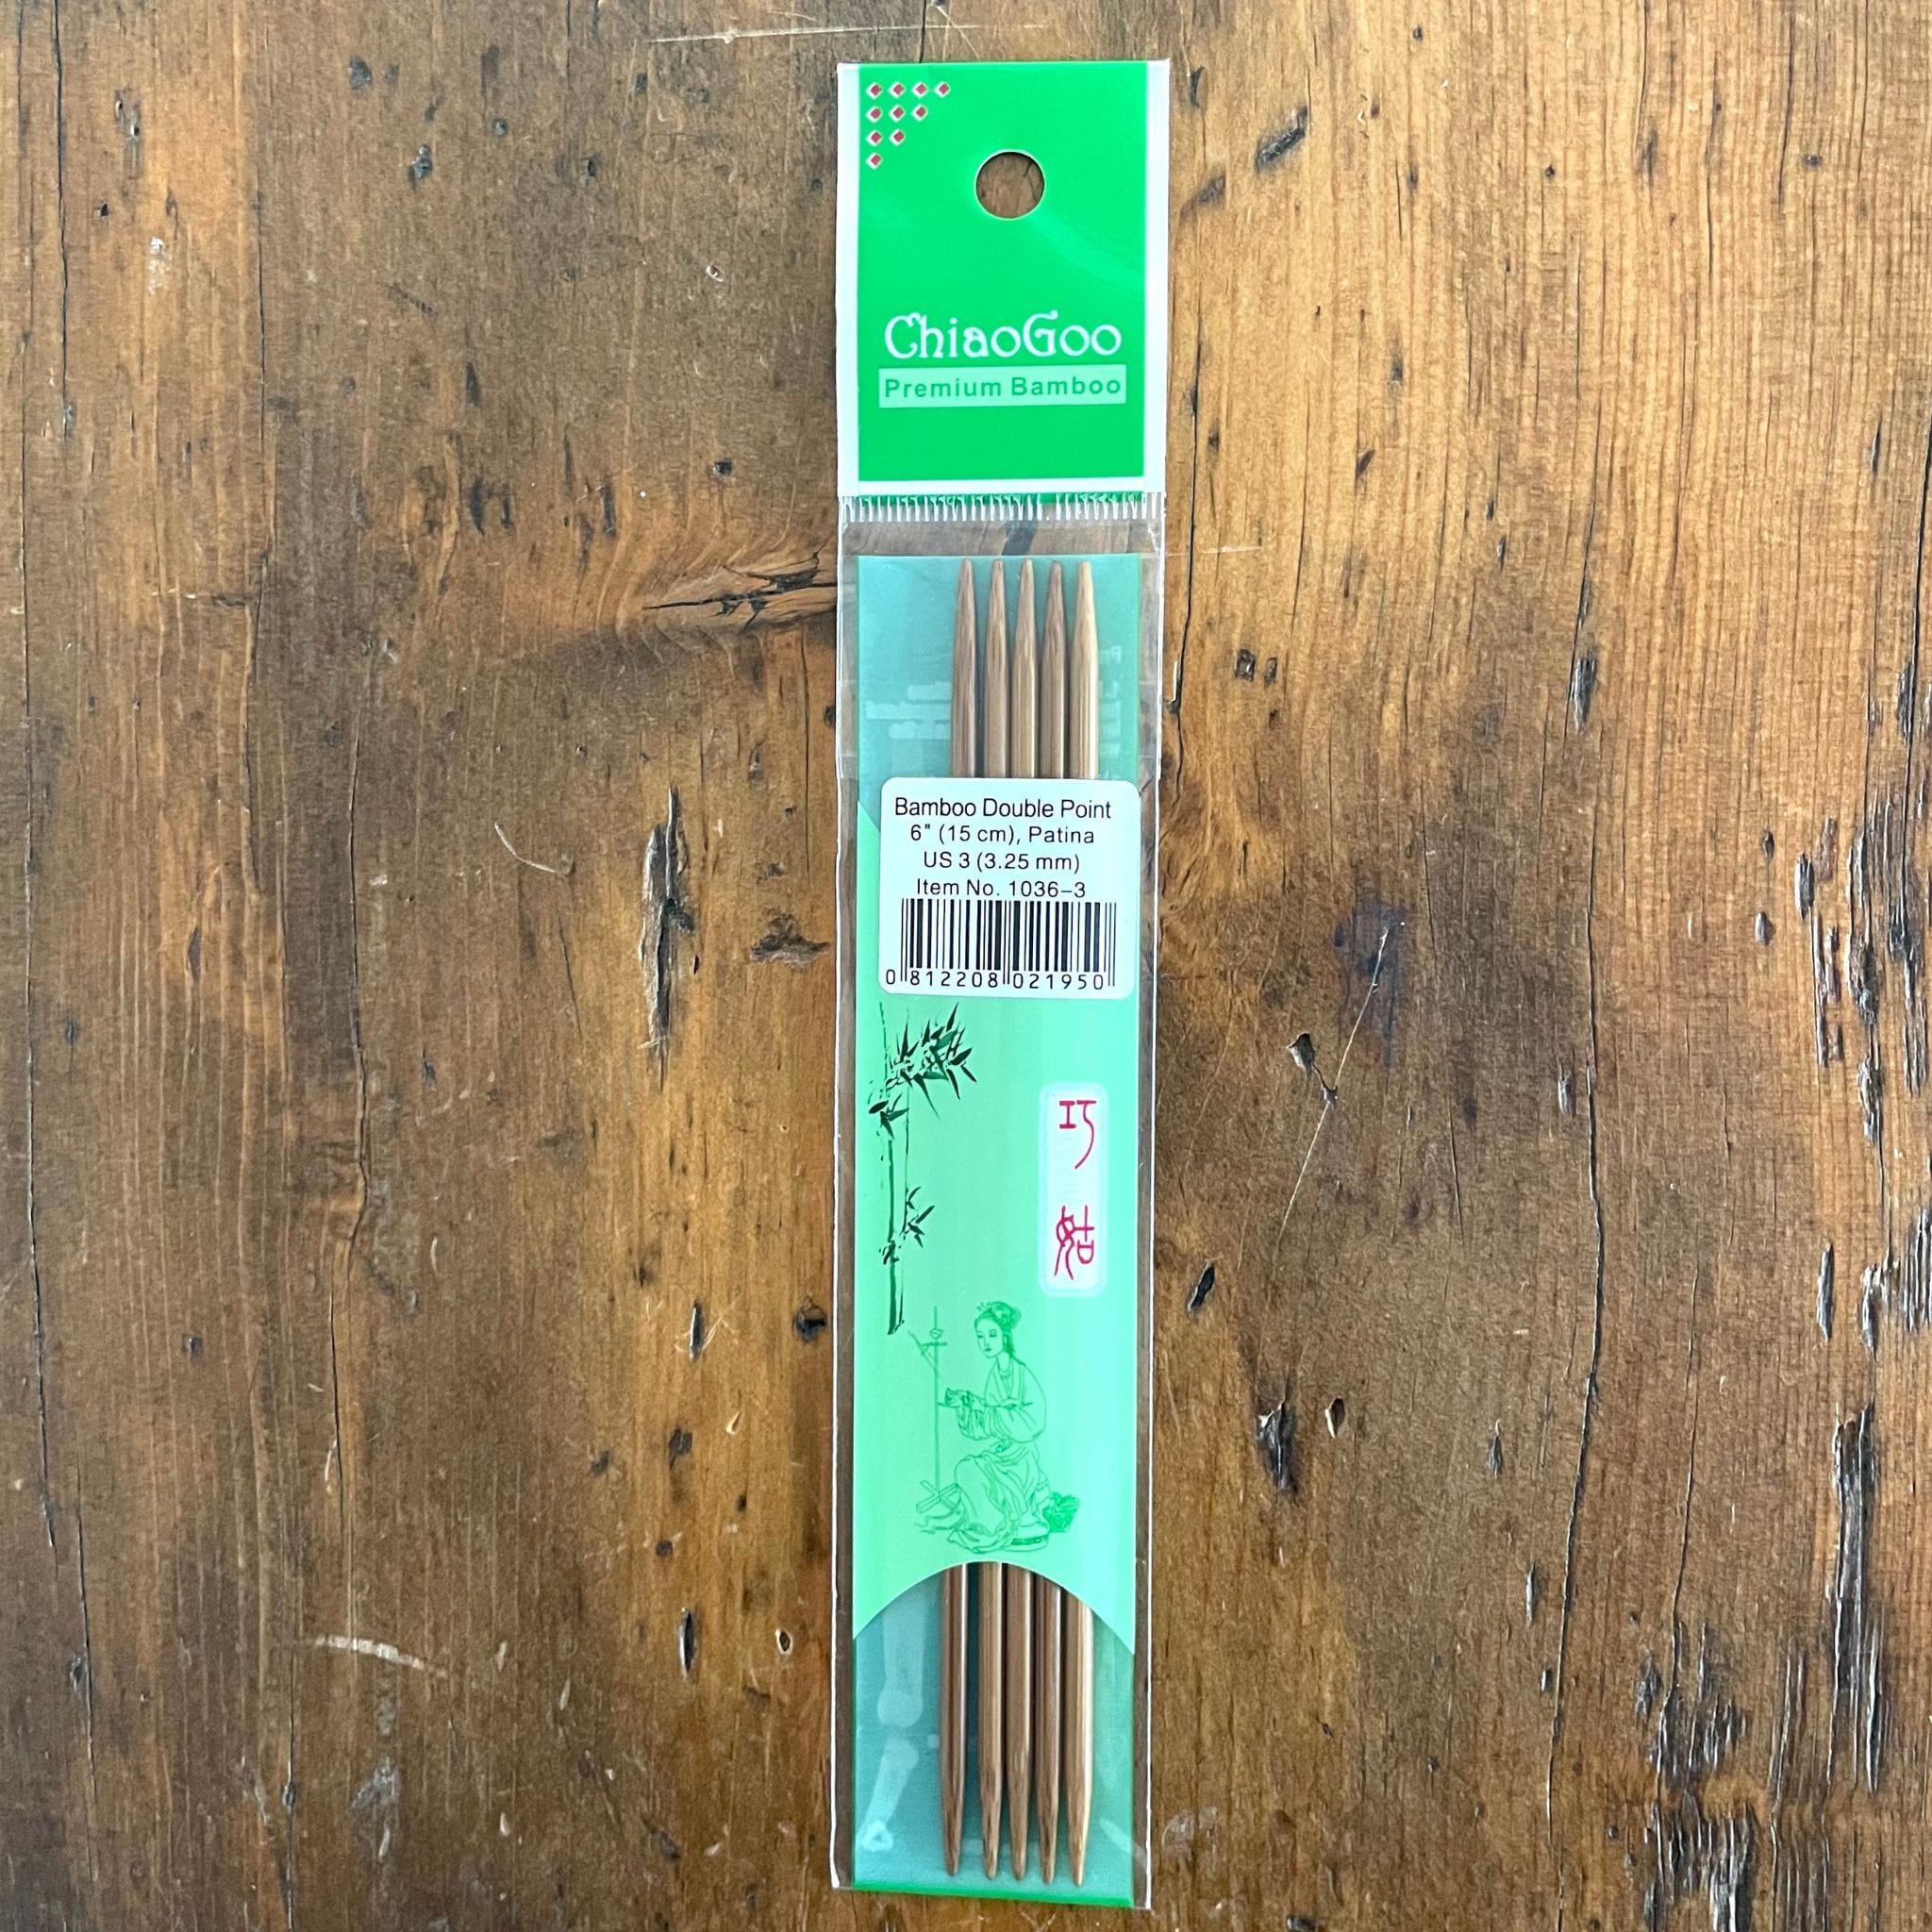 ChiaoGoo
Premium Bamboo
Bamboo Double Point
6" (15 cm), Patina
US 3 (3.25 mm)
Item No. 1036-3
0 812208 021950
巧
姑